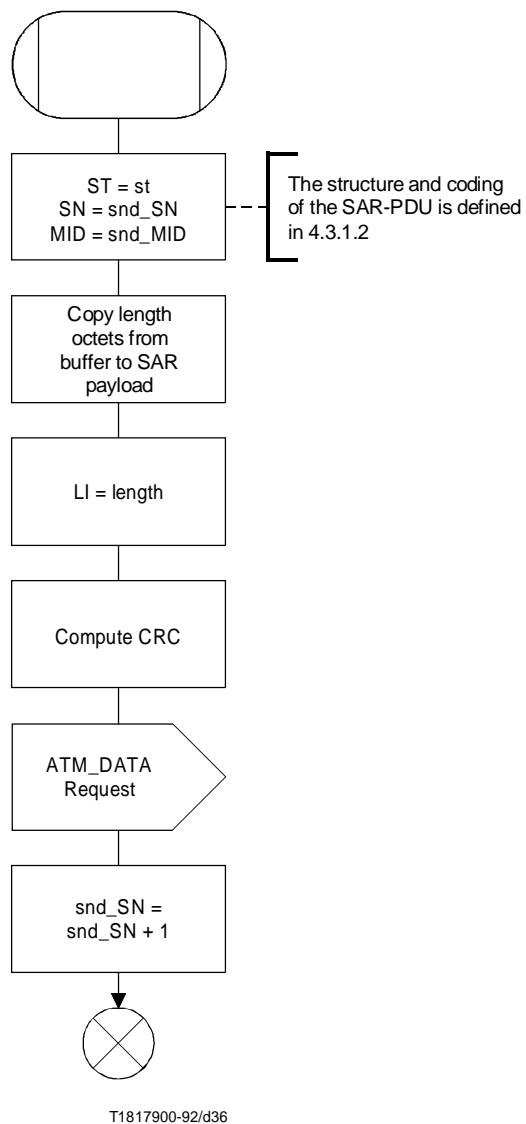 ST = st
SN = snd_SN
MID = snd_MID
The structure and coding
of the SAR-PDU is defined
in 4.3.1.2
Copy length
octets from
buffer to SAR
payload
LI = length
Compute CRC
ATM_DATA
Request
snd_SN =
snd_SN + 1
T1817900-92/d36